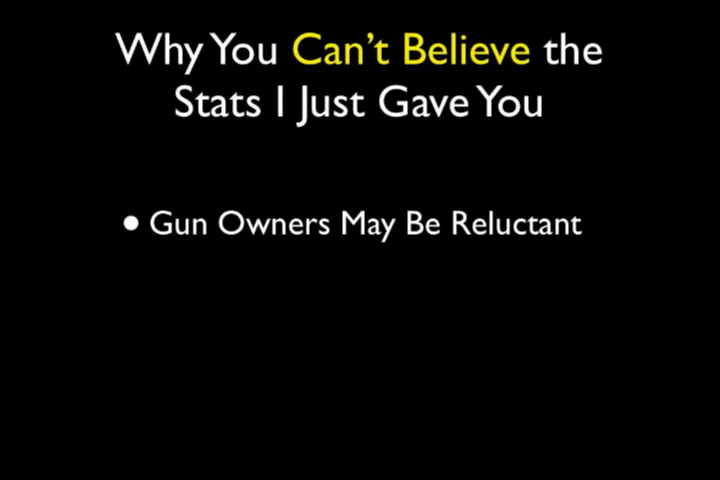 Why You Can't Believe the
Stats I Just Gave You
• Gun Owners May Be Reluctant